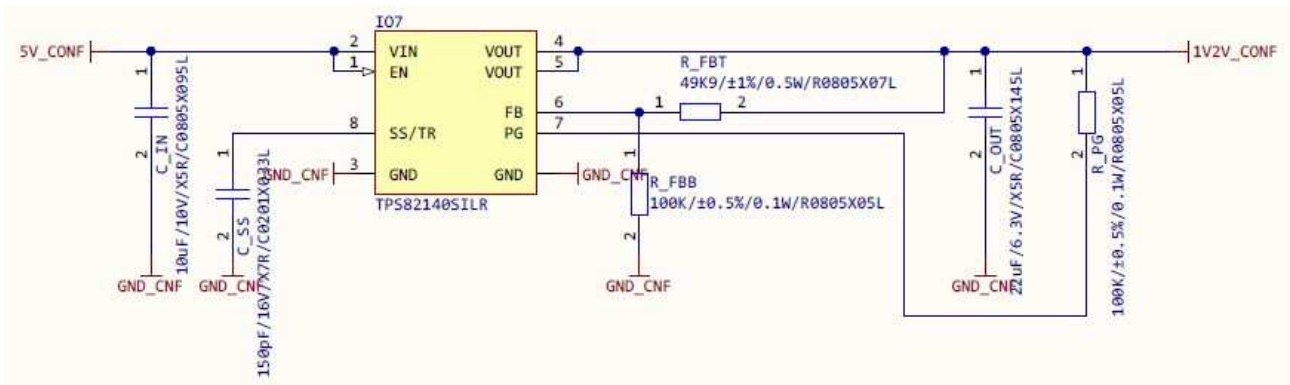 IO7
5V_CONF
2
VIN
VOUT
4
1
EN
VOUT
5
1V2V_CONF
R_FBT
49K9/±1%/0.5W/R0805X07L
FB
6
1
2
8
SS/TR
PG
7
GND_CNF
3
GND
GND
GND_CNF
TPS82140SILR
1
2
C_IN
10uF/10V/X5R/C0805X095L
GND_CNF
1
2
C_SS
150pF/16V/X7R/C0201X033L
GND_CNF
1
R_FBB
100K/±0.5%/0.1W/R0805X05L
2
GND_CNF
1
2
C_OUT
22uF/6.3V/X5R/C0805X145L
GND_CNF
1
2
R_PG
100K/±0.5%/0.1W/R0805X05L